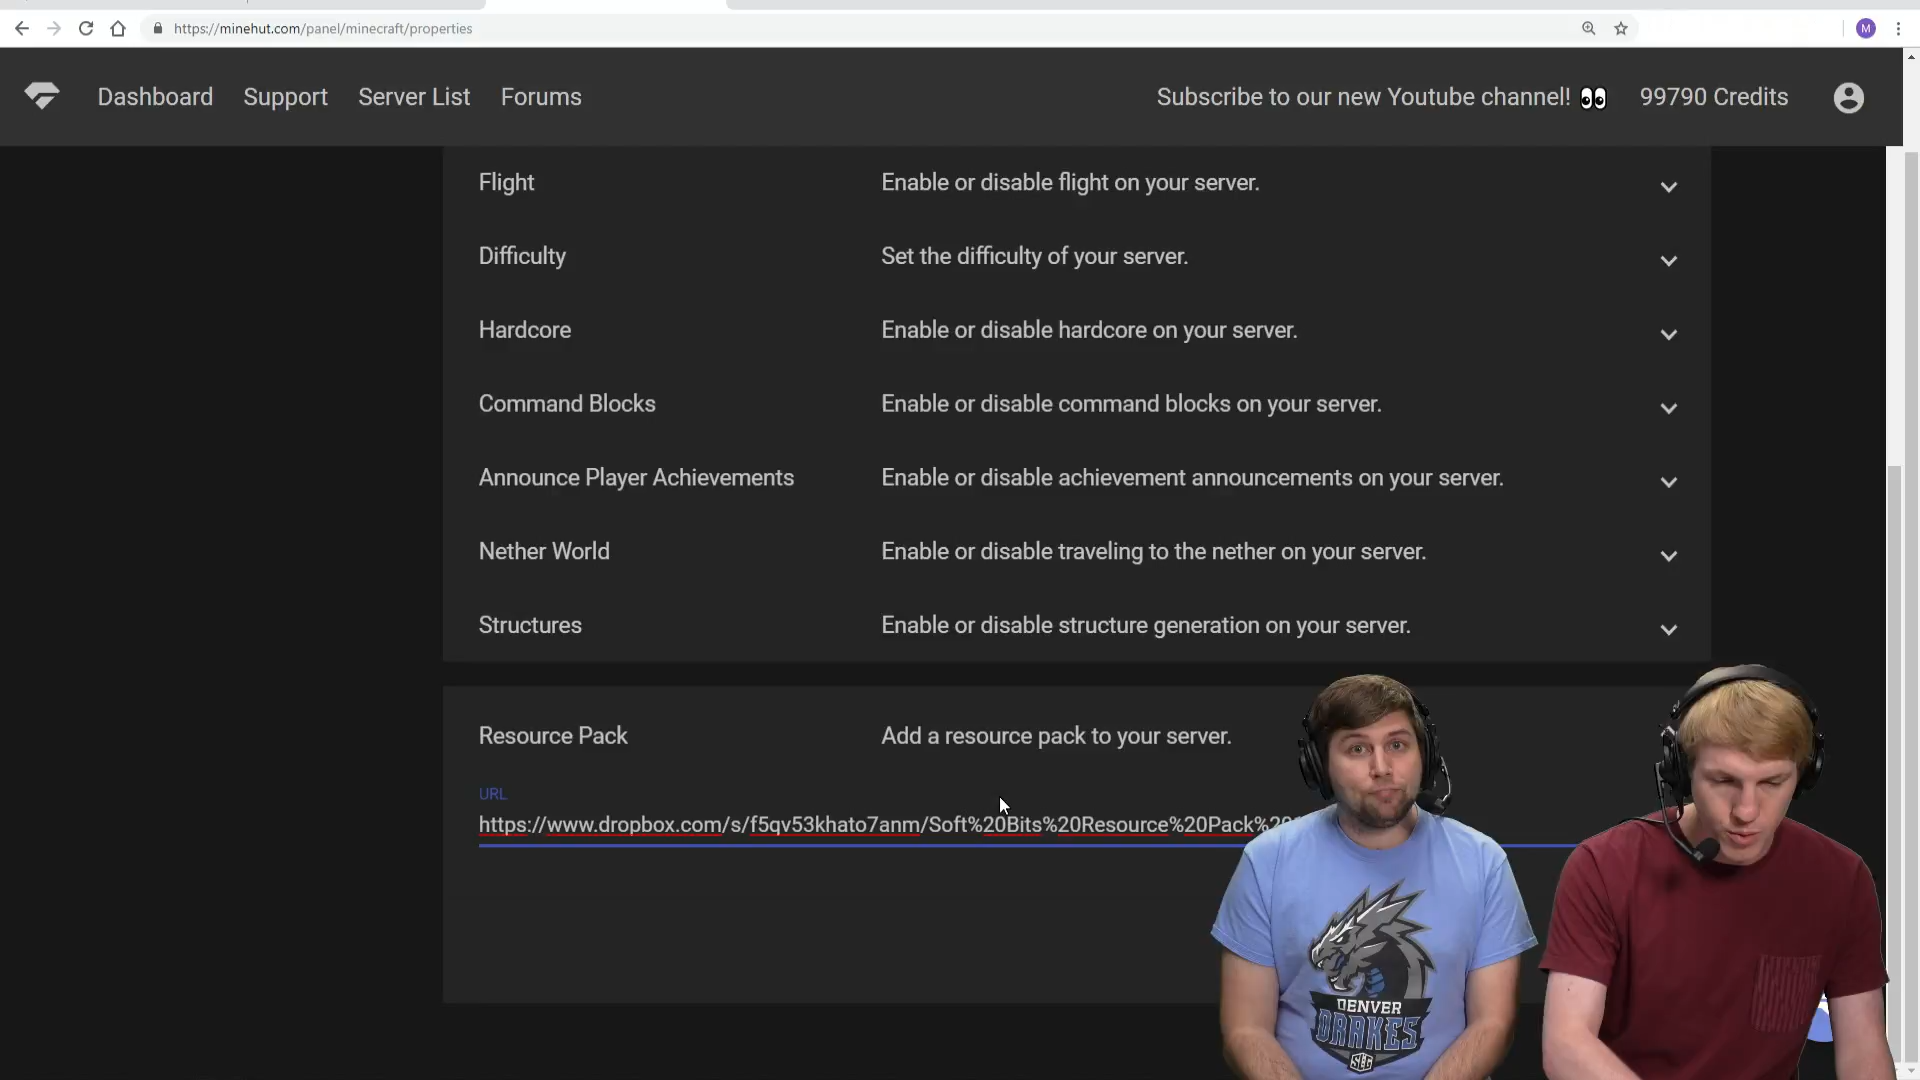 https://minehut.com/panel/minecraft/properties
M
Dashboard Support Server List Forums Subscribe to our new Youtube channel! 99790 Credits
Flight Enable or disable flight on your server.
Difficulty Set the difficulty of your server.
Hardcore Enable or disable hardcore on your server.
Command Blocks Enable or disable command blocks on your server.
Announce Player Achievements Enable or disable achievement announcements on your server.
Nether World Enable or disable traveling to the nether on your server.
Structures Enable or disable structure generation on your server.
Resource Pack Add a resource pack to your server.
URL
https://www.dropbox.com/s/f5qv53khato7anm/Soft%20Bits%20Resource%20Pack%20
DENVER
DRAKES
SEG